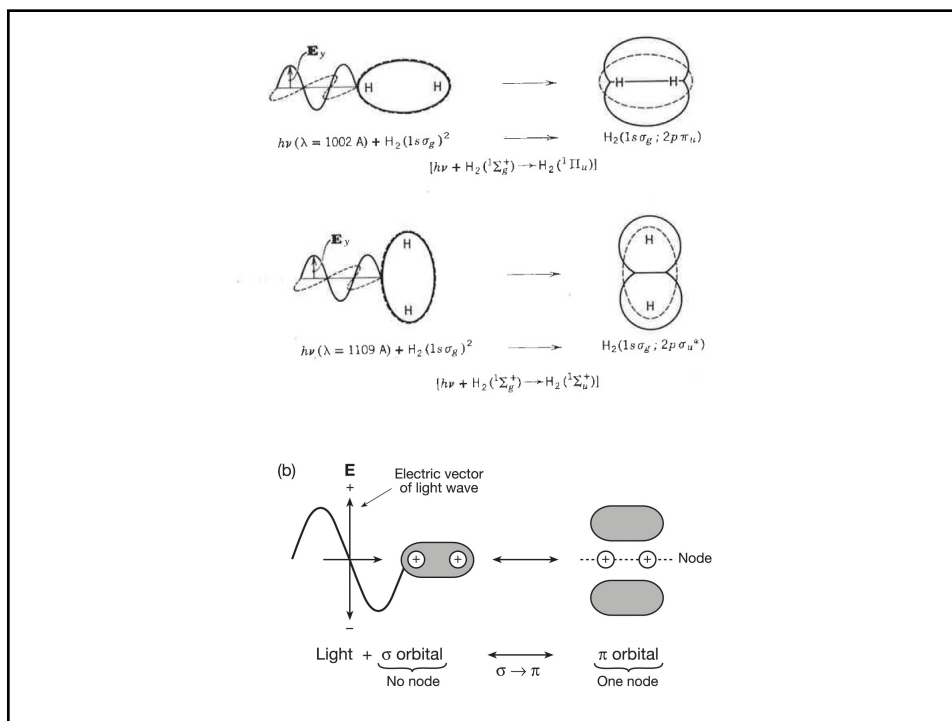 E_y
H H
H H
hν (λ = 1002 A) + H₂(1sσ_g)² → H₂(1sσ_g ; 2pπ_u)
[hν + H₂(¹Σ_g⁺) → H₂(¹Π_u)]
E_y
H
H
H
H
hν (λ = 1109 A) + H₂(1sσ_g)² → H₂(1sσ_g ; 2pσ_u*)
[hν + H₂(¹Σ_g⁺) → H₂(¹Σ_u⁺)]
(b)
E
+
Electric vector
of light wave
+ + + + Node
−
Light + σ orbital ↔ π orbital
σ → π
No node One node